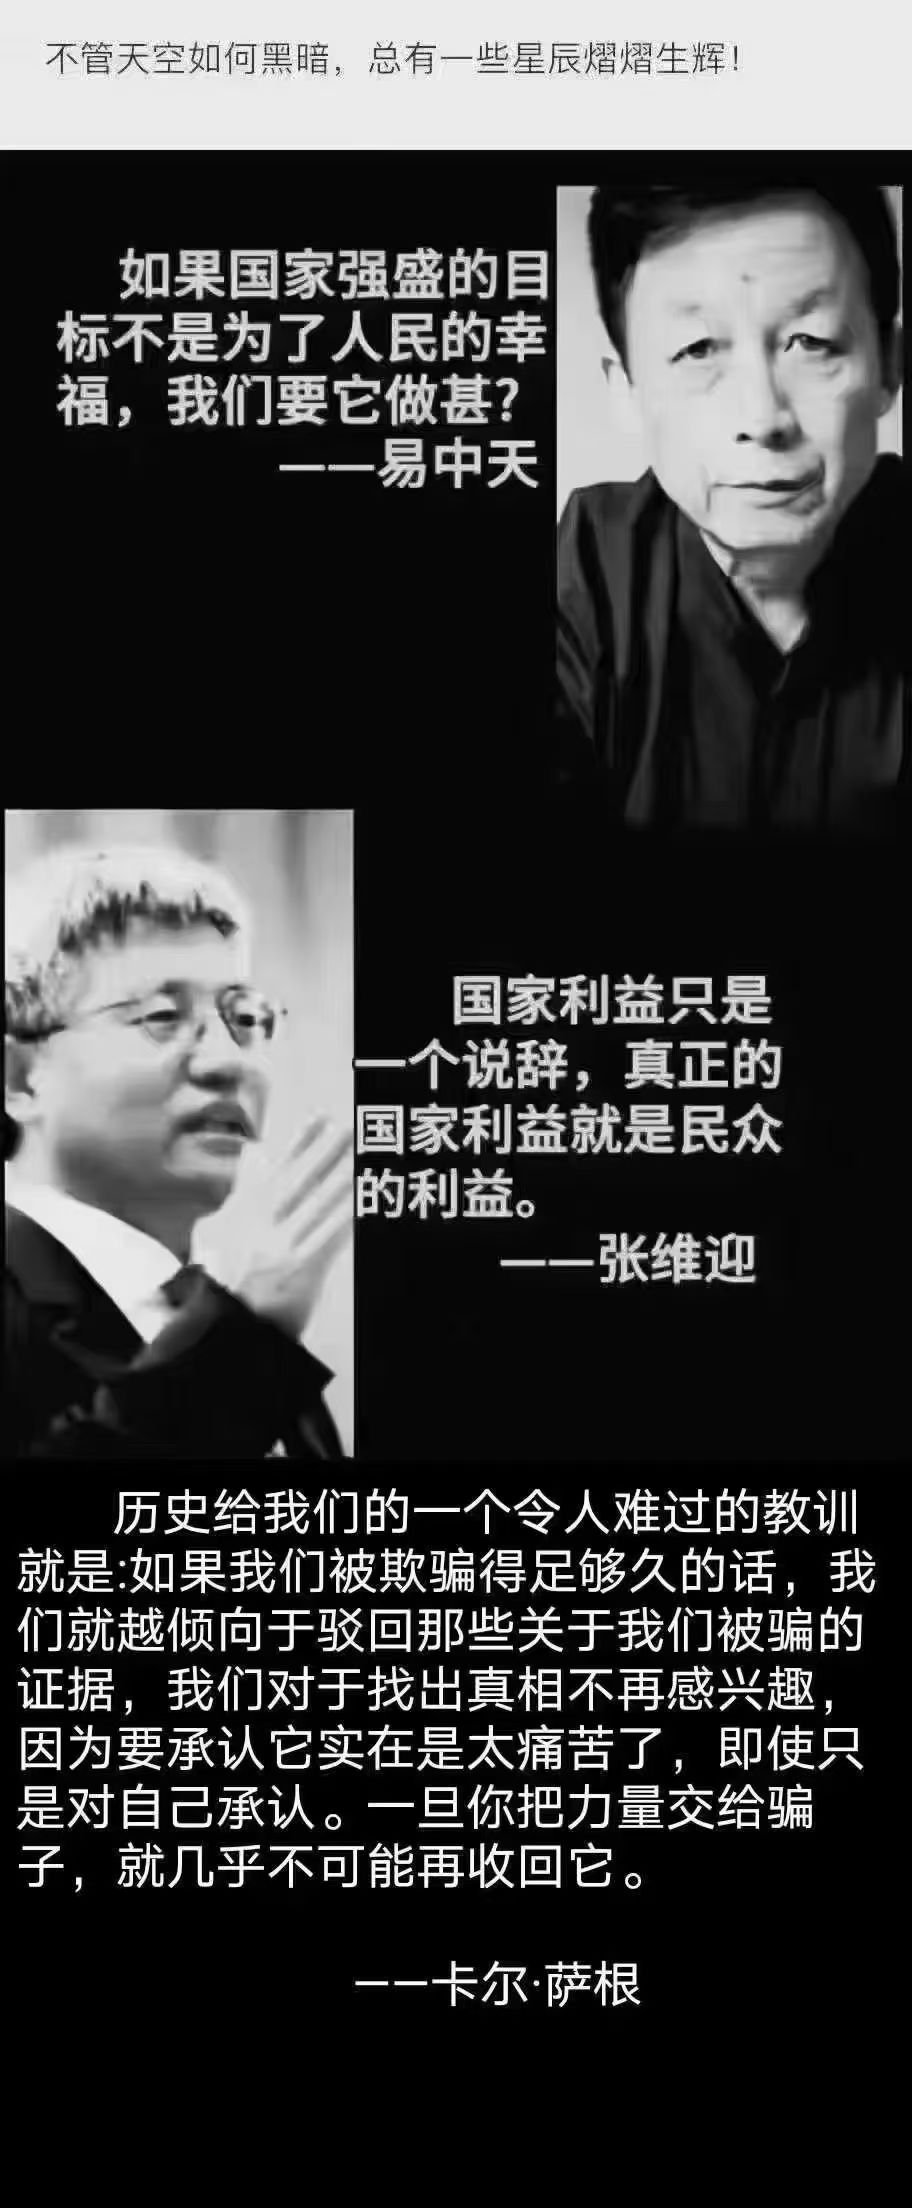 不管天空如何黑暗，总有一些星辰熠熠生辉！
如果国家强盛的目
标不是为了人民的幸
福，我们要它做甚？
——易中天
国家利益只是
一个说辞，真正的
国家利益就是民众
的利益。
——张维迎
历史给我们的一个令人难过的教训
就是:如果我们被欺骗得足够久的话，我
们就越倾向于驳回那些关于我们被骗的
证据，我们对于找出真相不再感兴趣，
因为要承认它实在是太痛苦了，即使只
是对自己承认。一旦你把力量交给骗
子，就几乎不可能再收回它。
——卡尔·萨根